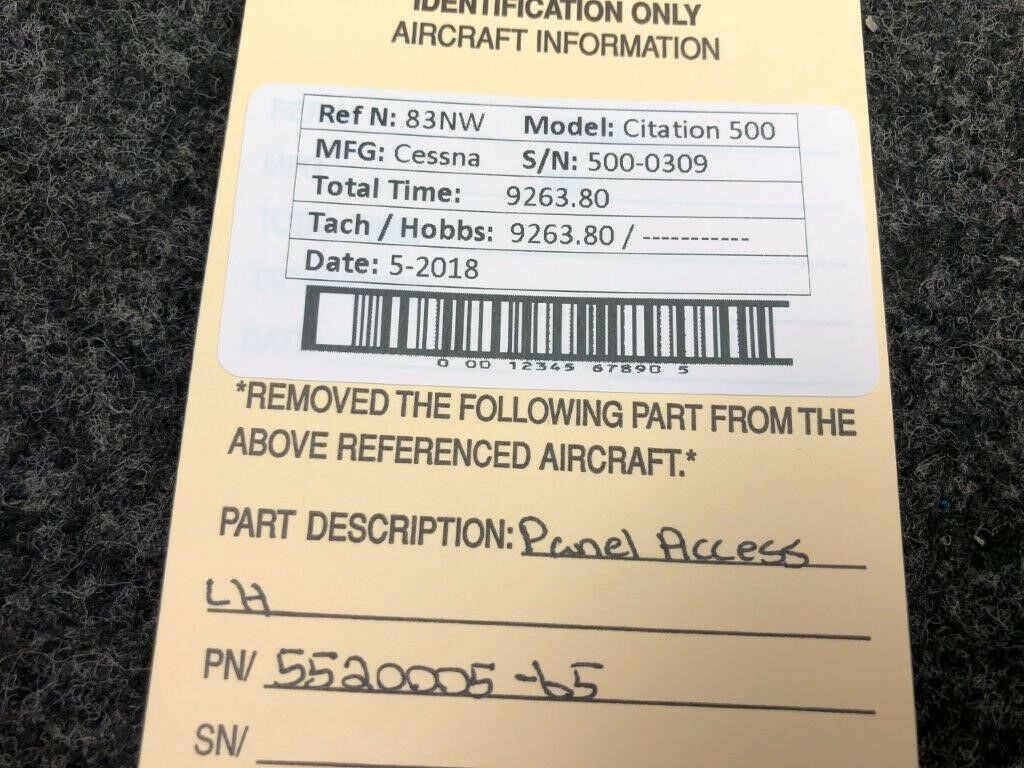 IDENTIFICATION ONLY
AIRCRAFT INFORMATION
Ref N: 83NW Model: Citation 500
MFG: Cessna S/N: 500-0309
Total Time: 9263.80
Tach / Hobbs: 9263.80 / -----------
Date: 5-2018
0 00 12345 67890 5
*REMOVED THE FOLLOWING PART FROM THE
ABOVE REFERENCED AIRCRAFT.*
PART DESCRIPTION: Panel Access
LH
PN/ 5520005-65
SN/